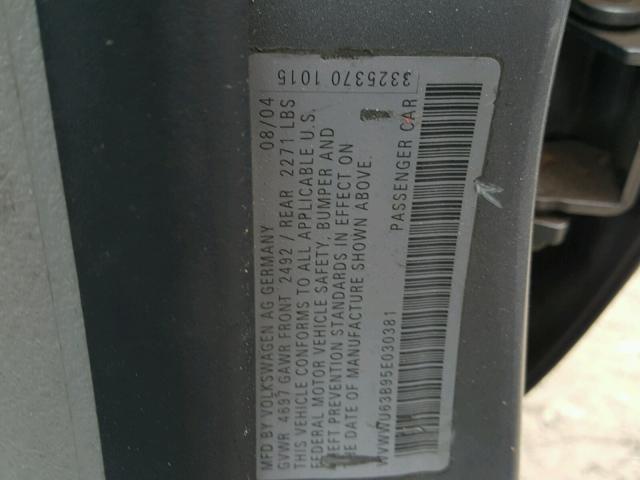 MFD BY VOLKSWAGEN AG GERMANY 08/04
GVWR 4697 GAWR FRONT 2492 / REAR 2271 LBS
THIS VEHICLE CONFORMS TO ALL APPLICABLE U.S.
FEDERAL MOTOR VEHICLE SAFETY, BUMPER AND
THEFT PREVENTION STANDARDS IN EFFECT ON
THE DATE OF MANUFACTURE SHOWN ABOVE.
WVWWU63B95E030381 PASSENGER CAR
3325370 1015